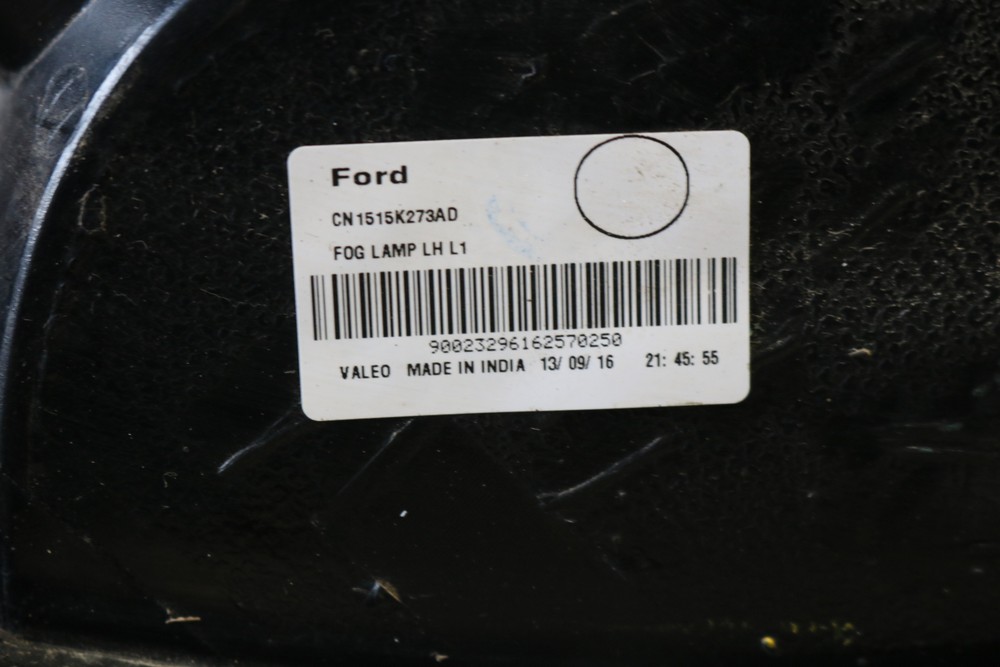 Ford
CN1515K273AD
FOG LAMP LH L1
90023296162570250
VALEO MADE IN INDIA 13/ 09/ 16 21: 45: 55